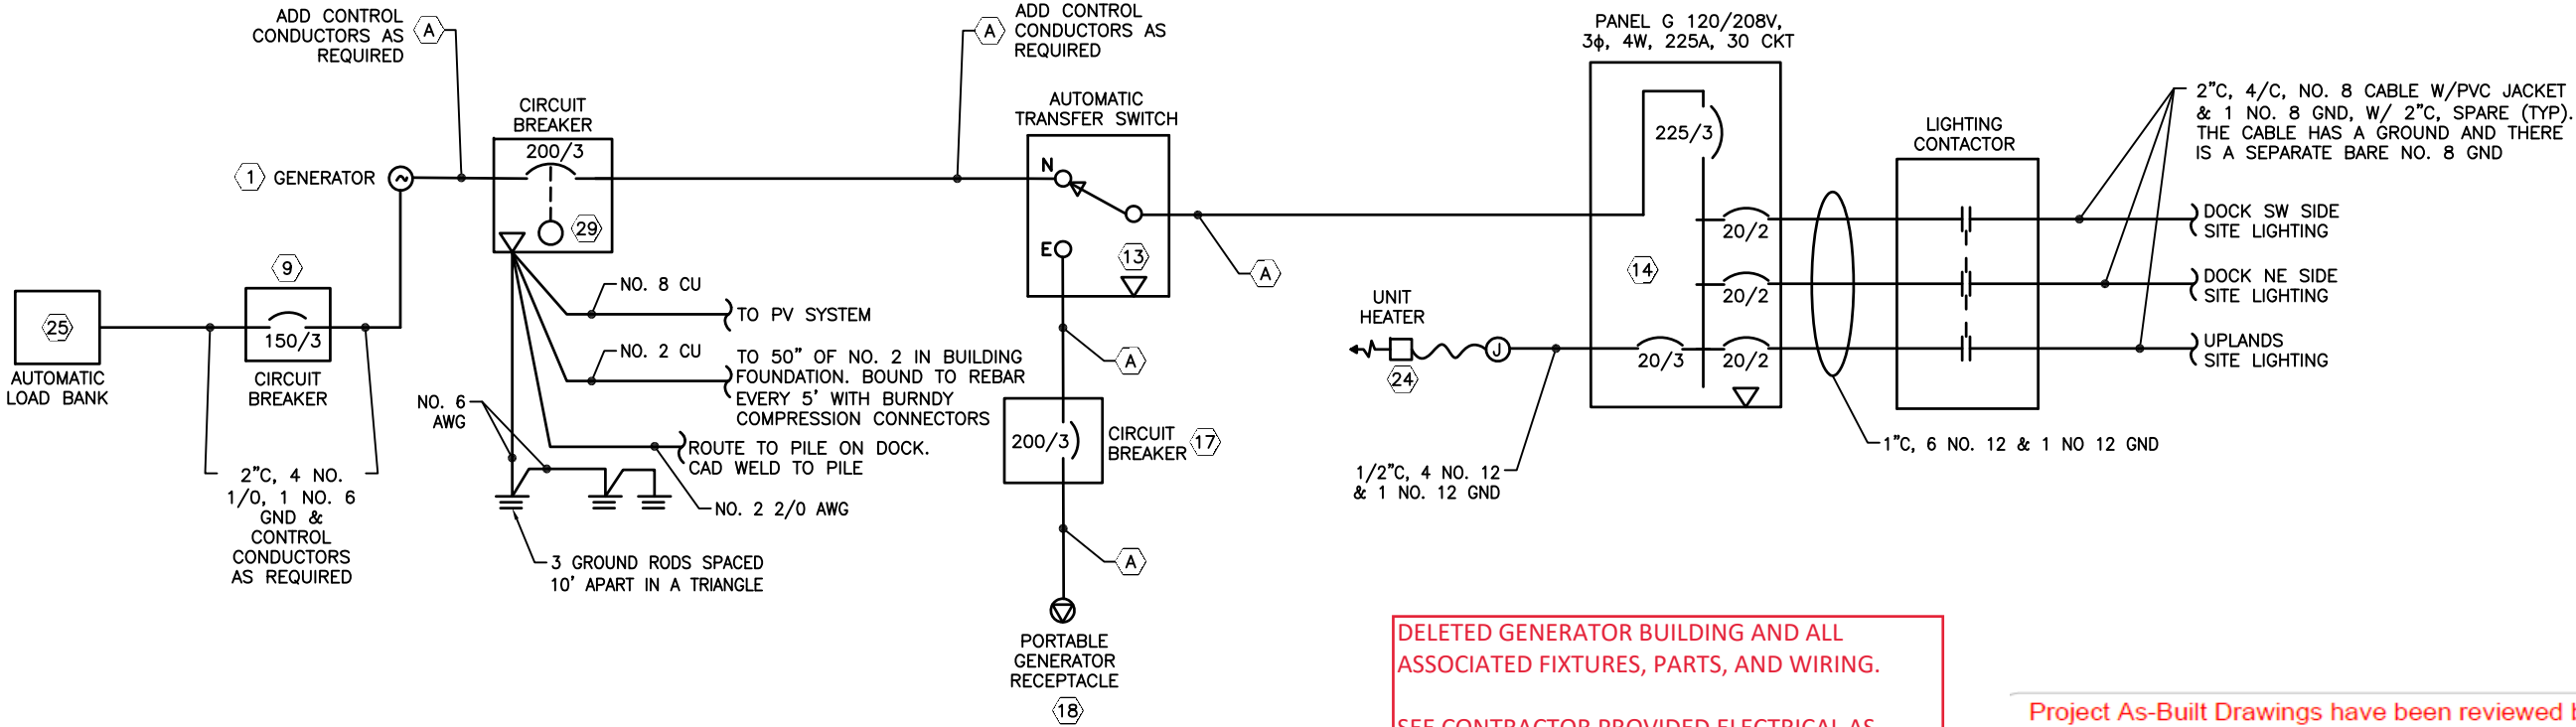 ADD CONTROL
CONDUCTORS AS
REQUIRED
A
ADD CONTROL
CONDUCTORS AS
REQUIRED
A
PANEL G 120/208V,
3φ, 4W, 225A, 30 CKT
CIRCUIT
BREAKER
200/3
29
1 GENERATOR
AUTOMATIC
TRANSFER SWITCH
N
E
13
A
225/3
14
20/2
20/2
20/3
20/2
LIGHTING
CONTACTOR
2"C, 4/C, NO. 8 CABLE W/PVC JACKET
& 1 NO. 8 GND, W/ 2"C, SPARE (TYP).
THE CABLE HAS A GROUND AND THERE
IS A SEPARATE BARE NO. 8 GND
DOCK SW SIDE
SITE LIGHTING
DOCK NE SIDE
SITE LIGHTING
UPLANDS
SITE LIGHTING
1"C, 6 NO. 12 & 1 NO 12 GND
UNIT
HEATER
24
J
1/2"C, 4 NO. 12
& 1 NO. 12 GND
25
AUTOMATIC
LOAD BANK
9
150/3
CIRCUIT
BREAKER
2"C, 4 NO.
1/0, 1 NO. 6
GND &
CONTROL
CONDUCTORS
AS REQUIRED
NO. 8 CU
TO PV SYSTEM
NO. 2 CU
TO 50" OF NO. 2 IN BUILDING
FOUNDATION. BOUND TO REBAR
EVERY 5' WITH BURNDY
COMPRESSION CONNECTORS
NO. 6
AWG
ROUTE TO PILE ON DOCK.
CAD WELD TO PILE
NO. 2 2/0 AWG
3 GROUND RODS SPACED
10' APART IN A TRIANGLE
A
200/3
CIRCUIT
BREAKER
17
A
PORTABLE
GENERATOR
RECEPTACLE
18
DELETED GENERATOR BUILDING AND ALL
ASSOCIATED FIXTURES, PARTS, AND WIRING.
SEE CONTRACTOR PROVIDED ELECTRICAL AS
Project As-Built Drawings have been reviewed